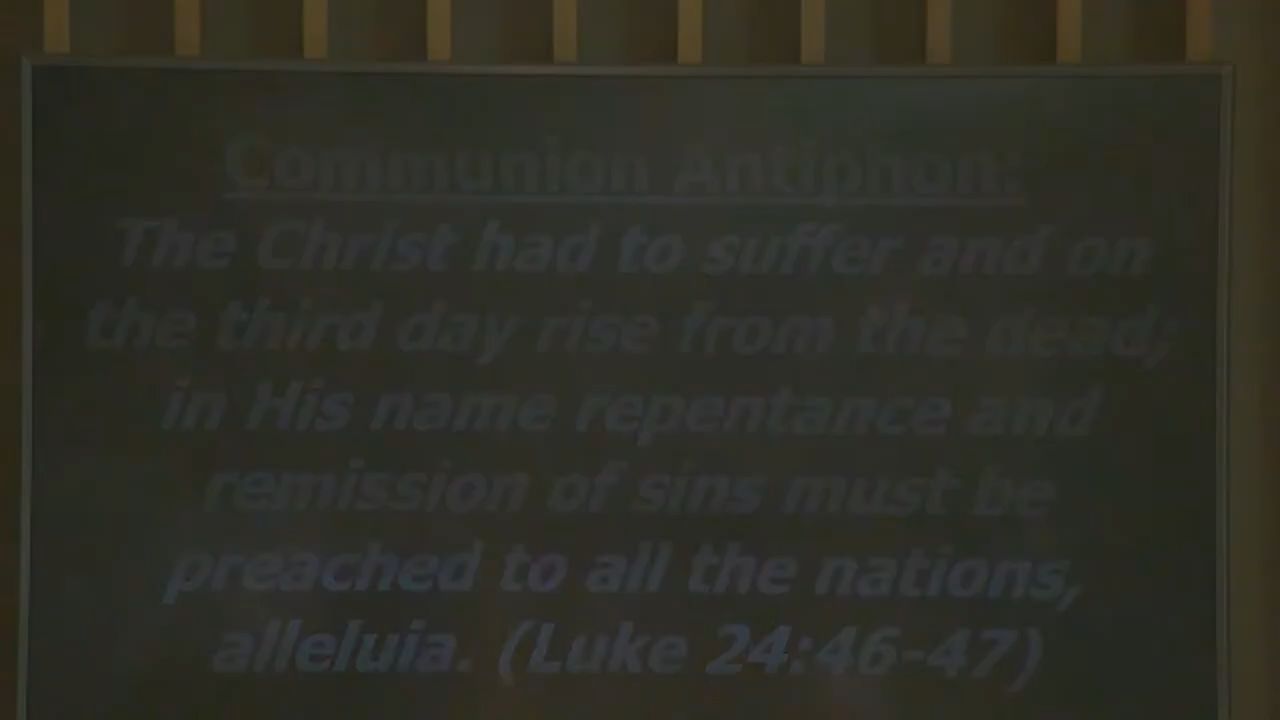 Communion Antiphon:
The Christ had to suffer and on
the third day rise from the dead;
in His name repentance and
remission of sins must be
preached to all the nations,
alleluia. (Luke 24:46-47)